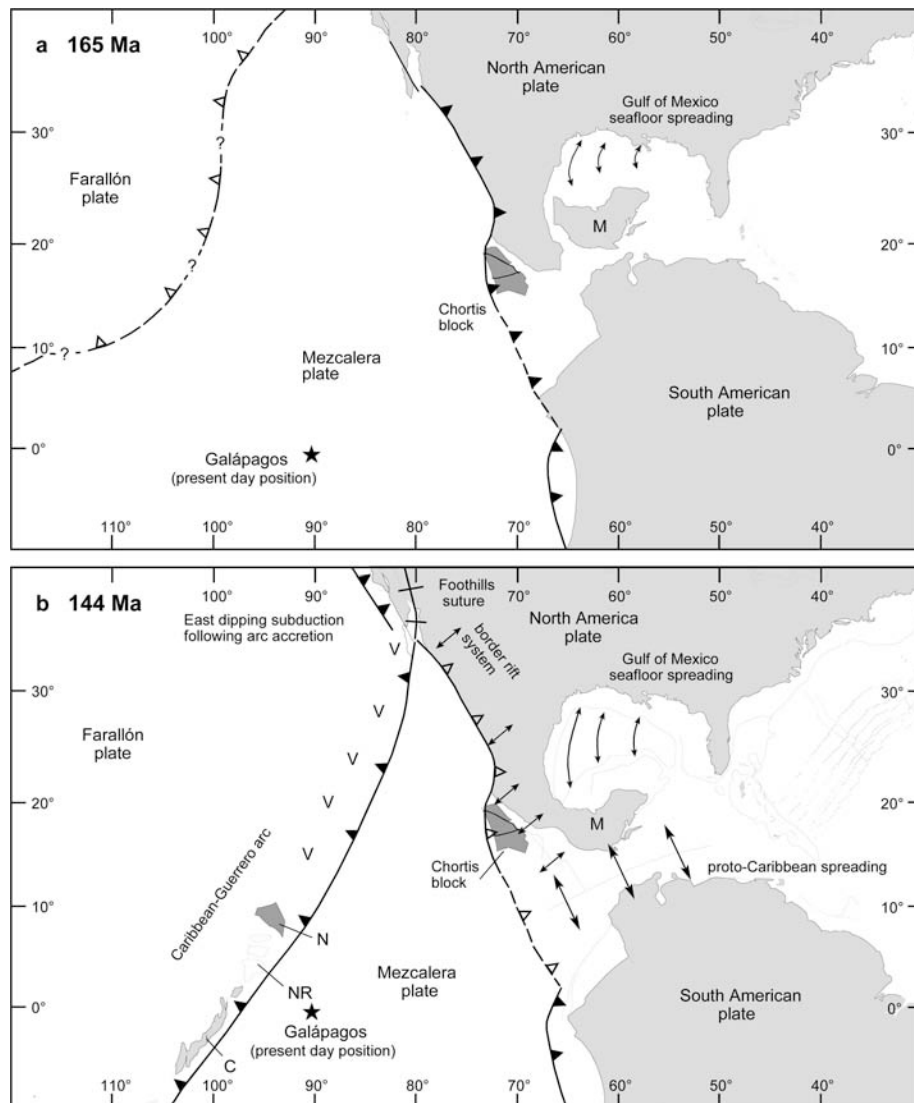 a 165 Ma
100° 90° 80° 70° 60° 50° 40°
North American
plate
Gulf of Mexico
seafloor spreading
30°
30°
?
Farallón
plate
M
20°
20°
?
Chortis
block
10°
10°
?
Mezcalera
plate
South American
plate
0°
0°
Galápagos
(present day position)
110° 100° 90° 80° 70° 60° 50° 40°
b 144 Ma
100° 90° 80° 70° 60° 50° 40°
East dipping subduction
following arc accretion
Foothills
suture
border rift
system
North America
plate
Gulf of Mexico
seafloor spreading
V
30°
30°
V
Farallón
plate
V
V
20°
20°
M
V
Chortis
block
proto-Caribbean spreading
Caribbean-Guerrero arc
10°
10°
N
NR
Mezcalera
plate
South American
plate
0°
0°
Galápagos
(present day position)
C
110° 100° 90° 80° 70° 60° 50° 40°